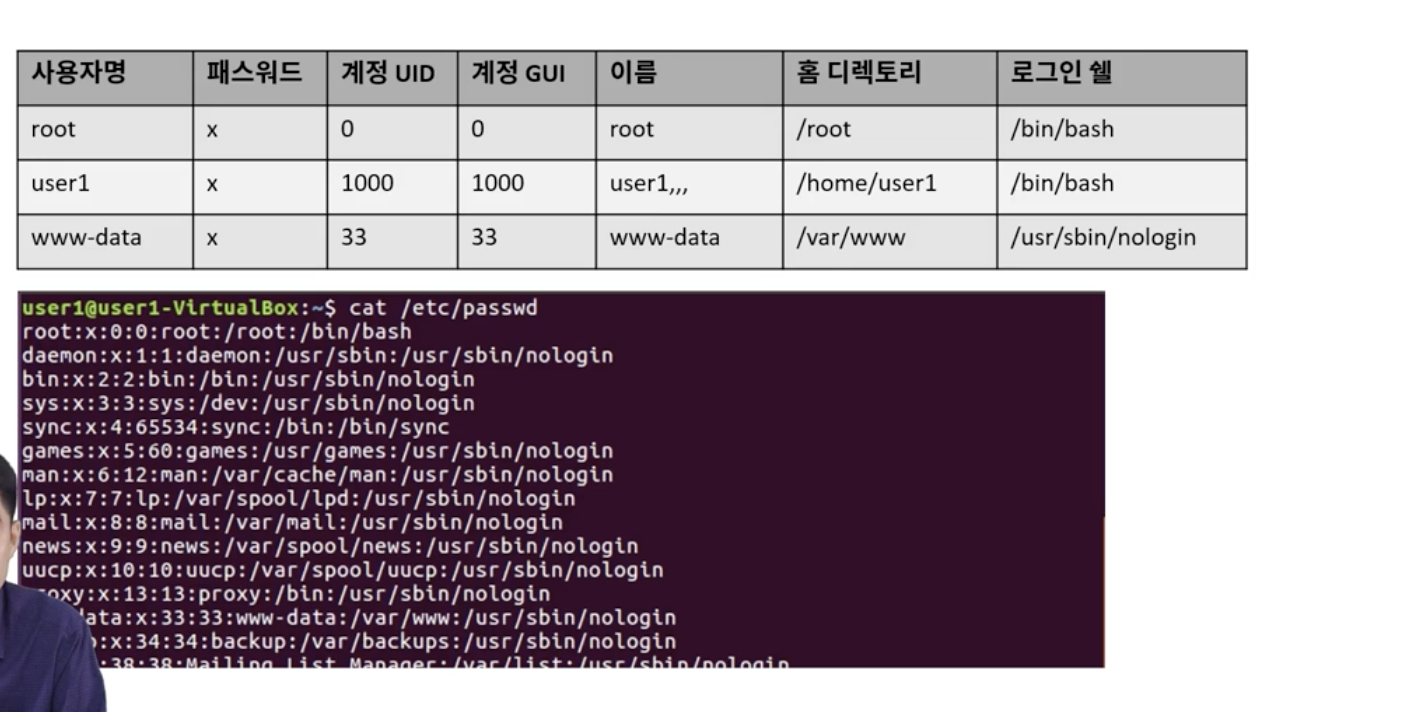 사용자명 패스워드 계정 UID 계정 GUI 이름 홈 디렉토리 로그인 쉘
root x 0 0 root /root /bin/bash
user1 x 1000 1000 user1,,, /home/user1 /bin/bash
www-data x 33 33 www-data /var/www /usr/sbin/nologin
user1@user1-VirtualBox:~$ cat /etc/passwd
root:x:0:0:root:/root:/bin/bash
daemon:x:1:1:daemon:/usr/sbin:/usr/sbin/nologin
bin:x:2:2:bin:/bin:/usr/sbin/nologin
sys:x:3:3:sys:/dev:/usr/sbin/nologin
sync:x:4:65534:sync:/bin:/bin/sync
games:x:5:60:games:/usr/games:/usr/sbin/nologin
man:x:6:12:man:/var/cache/man:/usr/sbin/nologin
lp:x:7:7:lp:/var/spool/lpd:/usr/sbin/nologin
mail:x:8:8:mail:/var/mail:/usr/sbin/nologin
news:x:9:9:news:/var/spool/news:/usr/sbin/nologin
uucp:x:10:10:uucp:/var/spool/uucp:/usr/sbin/nologin
oxy:x:13:13:proxy:/bin:/usr/sbin/nologin
data:x:33:33:www-data:/var/www:/usr/sbin/nologin
:x:34:34:backup:/var/backups:/usr/sbin/nologin
:38:38:Mailing List Manager:/var/list:/usr/sbin/nologin